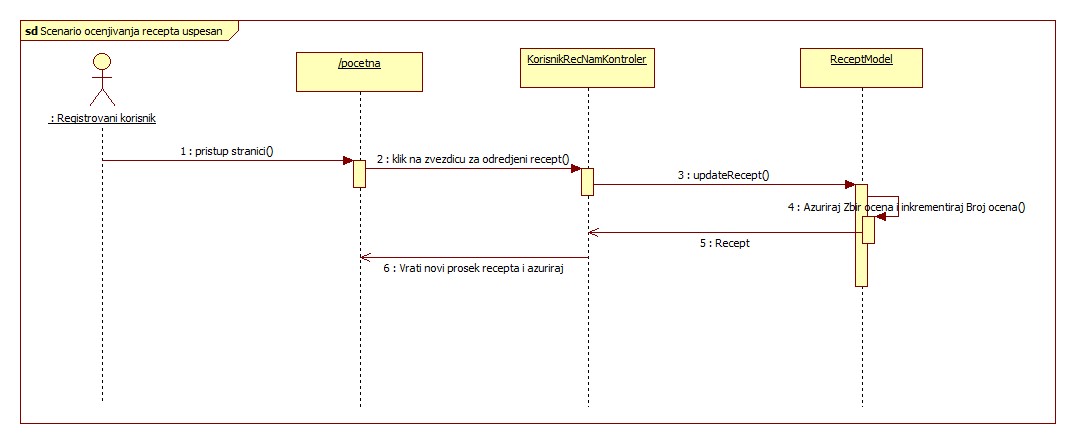 sd Scenario ocenjivanja recepta uspesan
/pocetna
KorisnikRecNamKontroler
ReceptModel
: Registrovani korisnik
1 : pristup stranici()
2 : klik na zvezdicu za odredjeni recept()
3 : updateRecept()
4 : Azuriraj Zbir ocena i inkrementiraj Broj ocena()
5 : Recept
6 : Vrati novi prosek recepta i azuriraj